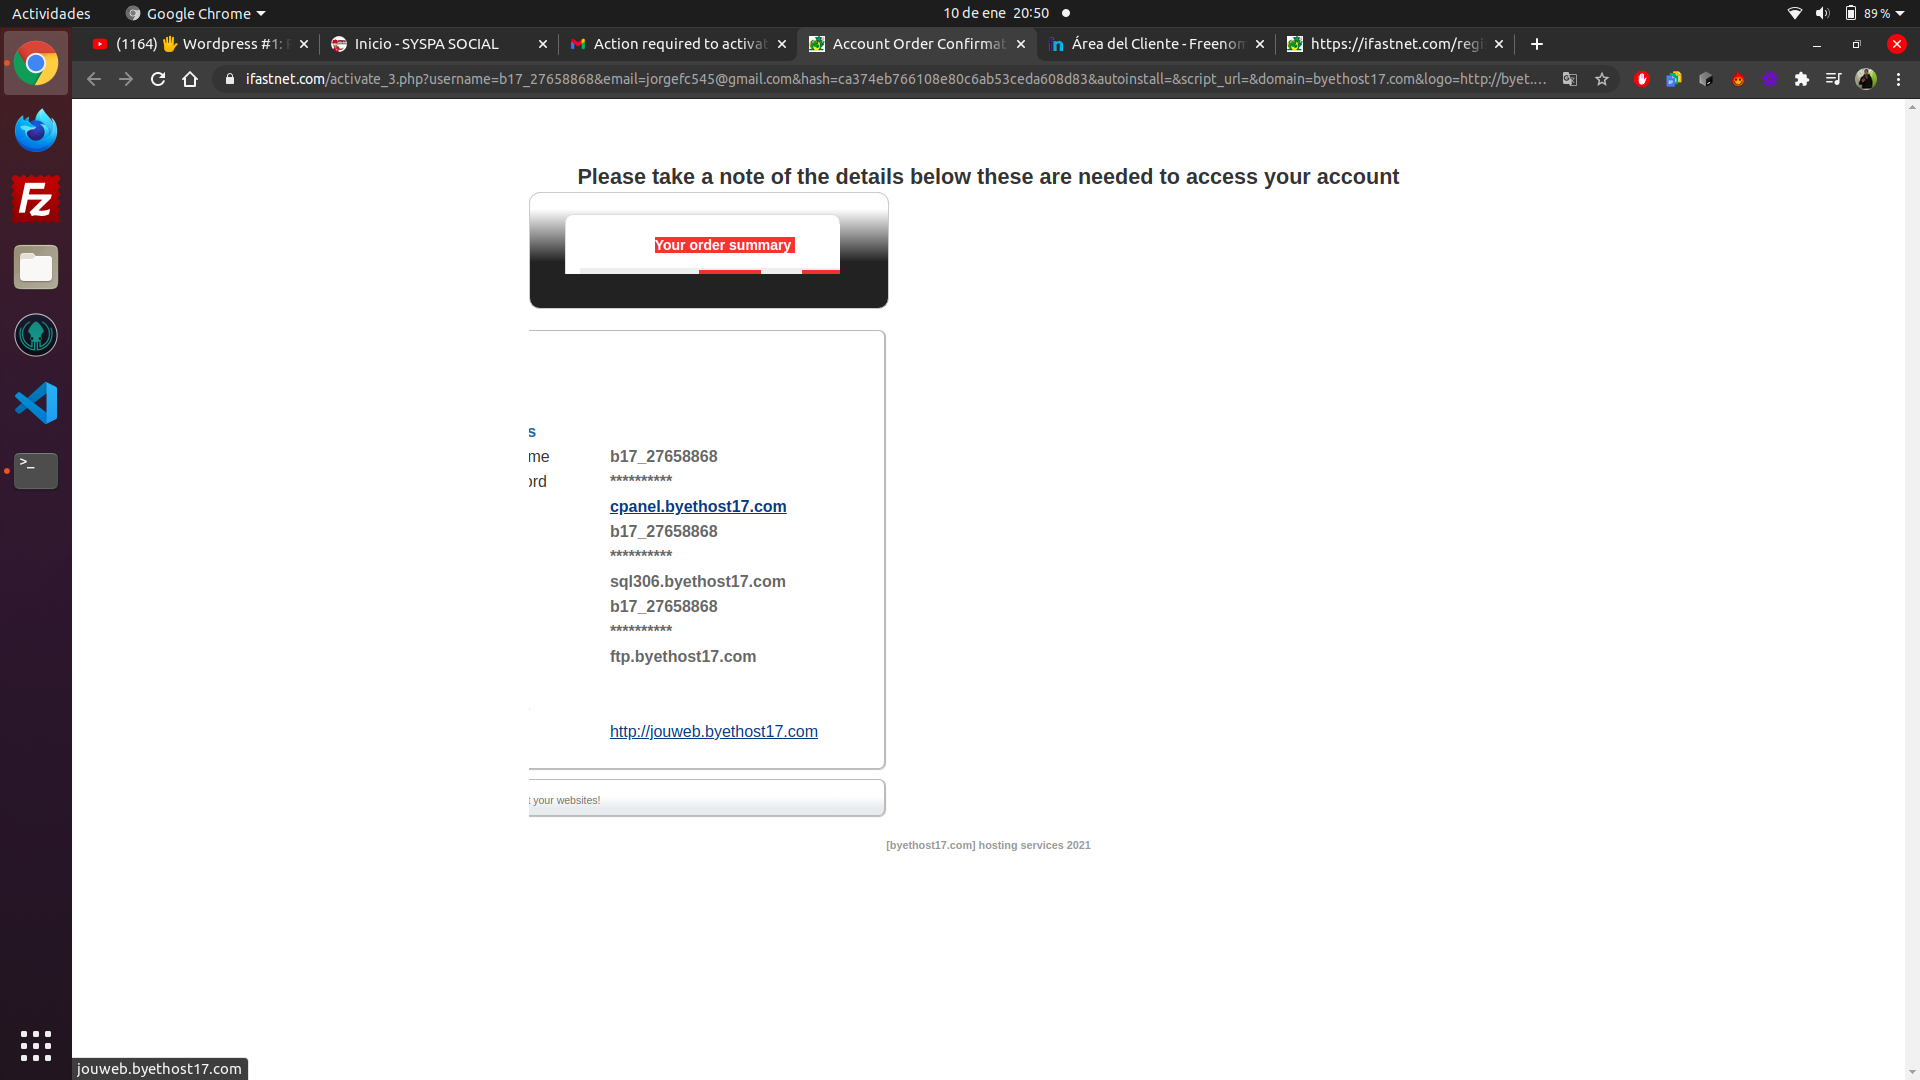 Actividades
Google Chrome
10 de ene 20:50
89 %
(1164) 🖐 Wordpress #1:
Inicio - SYSPA SOCIAL
Action required to activat
Account Order Confirmat
Área del Cliente - Freenom
https://ifastnet.com/regi
ifastnet.com/activate_3.php?username=b17_27658868&email=jorgefc545@gmail.com&hash=ca374eb766108e80c6ab53ceda608d83&autoinstall=&script_url=&domain=byethost17.com&logo=http://byet....
Please take a note of the details below these are needed to access your account
Your order summary
s
me b17_27658868
ord **********
cpanel.byethost17.com
b17_27658868
**********
sql306.byethost17.com
b17_27658868
**********
ftp.byethost17.com
http://jouweb.byethost17.com
t your websites!
[byethost17.com] hosting services 2021
jouweb.byethost17.com